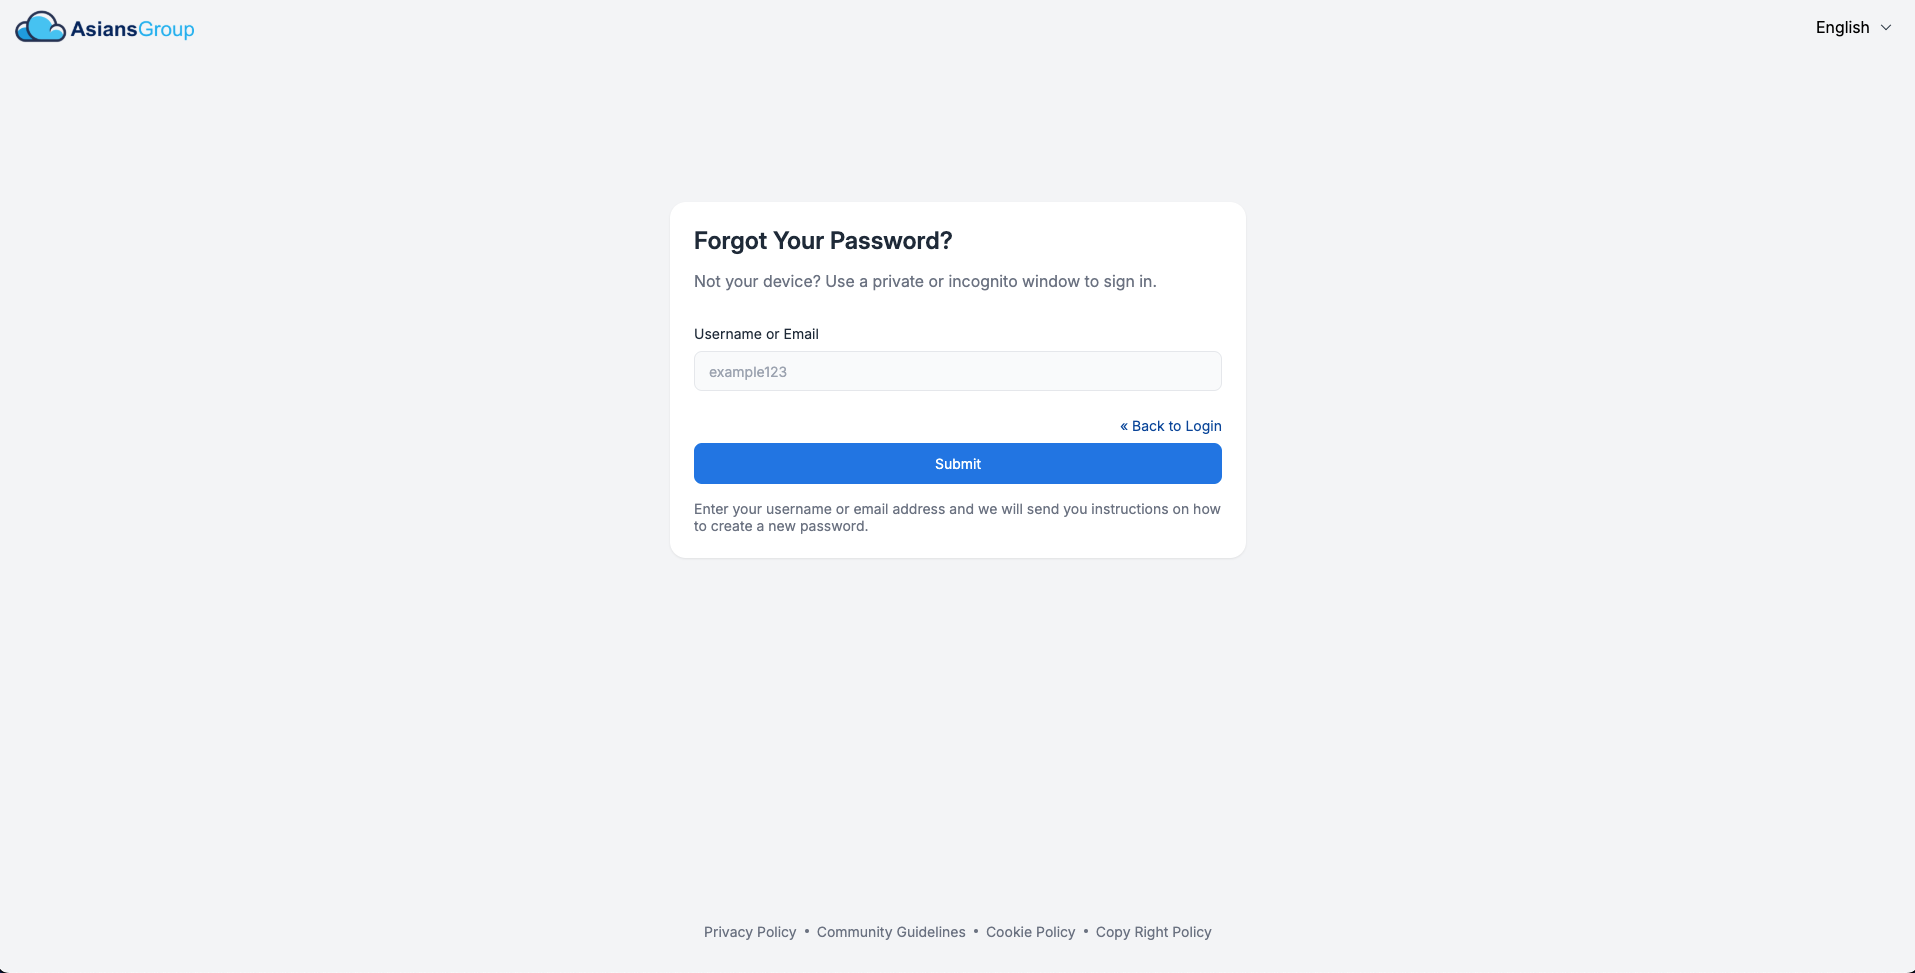 AsiansGroup
English
Forgot Your Password?
Not your device? Use a private or incognito window to sign in.
Username or Email
example123
« Back to Login
Submit
Enter your username or email address and we will send you instructions on how
to create a new password.
Privacy Policy • Community Guidelines • Cookie Policy • Copy Right Policy